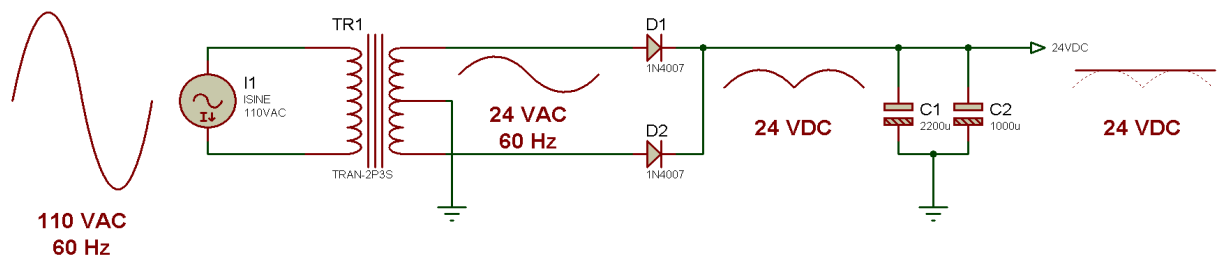 110 VAC
60 Hz
I1
ISINE
110VAC
I
TR1
TRAN-2P3S
24 VAC
60 Hz
D1
1N4007
D2
1N4007
24 VDC
C1
2200u
C2
1000u
24VDC
24 VDC